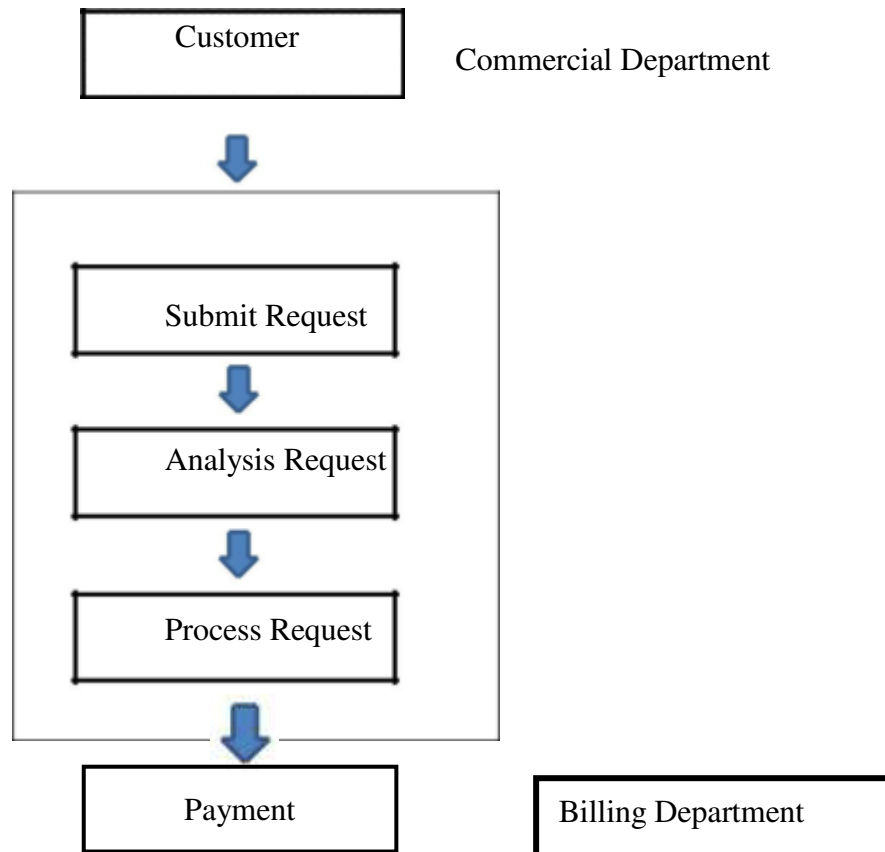 Customer
Commercial Department
Submit Request
Analysis Request
Process Request
Payment
Billing Department